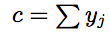 c = ∑ y_j